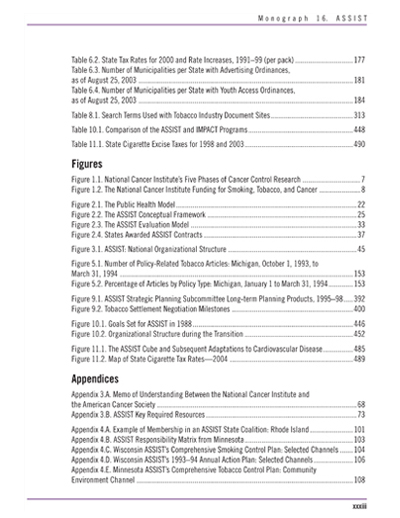 Monograph 16. ASSIST
Table 6.2. State Tax Rates for 2000 and Rate Increases, 1991–99 (per pack) ............................177
Table 6.3. Number of Municipalities per State with Advertising Ordinances,
as of August 25, 2003 ............................181
Table 6.4. Number of Municipalities per State with Youth Access Ordinances,
as of August 25, 2003 ............................184
Table 8.1. Search Terms Used with Tobacco Industry Document Sites ............................313
Table 10.1. Comparison of the ASSIST and IMPACT Programs ............................448
Table 11.1. State Cigarette Excise Taxes for 1998 and 2003 ............................490
Figures
Figure 1.1. National Cancer Institute's Five Phases of Cancer Control Research ............................7
Figure 1.2. The National Cancer Institute Funding for Smoking, Tobacco, and Cancer ....................8
Figure 2.1. The Public Health Model ............................22
Figure 2.2. The ASSIST Conceptual Framework ............................25
Figure 2.3. The ASSIST Evaluation Model ............................33
Figure 2.4. States Awarded ASSIST Contracts ............................37
Figure 3.1. ASSIST: National Organizational Structure ............................45
Figure 5.1. Number of Policy-Related Tobacco Articles: Michigan, October 1, 1993, to
March 31, 1994 ............................153
Figure 5.2. Percentage of Articles by Policy Type: Michigan, January 1 to March 31, 1994 ............153
Figure 9.1. ASSIST Strategic Planning Subcommittee Long-term Planning Products, 1995–98 .....392
Figure 9.2. Tobacco Settlement Negotiation Milestones ............................400
Figure 10.1. Goals Set for ASSIST in 1988 ............................446
Figure 10.2. Organizational Structure during the Transition ............................452
Figure 11.1. The ASSIST Cube and Subsequent Adaptations to Cardiovascular Disease ...............485
Figure 11.2. Map of State Cigarette Tax Rates—2004 ............................489
Appendices
Appendix 3.A. Memo of Understanding Between the National Cancer Institute and
the American Cancer Society ............................68
Appendix 3.B. ASSIST Key Required Resources ............................73
Appendix 4.A. Example of Membership in an ASSIST State Coalition: Rhode Island ....................101
Appendix 4.B. ASSIST Responsibility Matrix from Minnesota ............................103
Appendix 4.C. Wisconsin ASSIST's Comprehensive Smoking Control Plan: Selected Channels .......104
Appendix 4.D. Wisconsin ASSIST's 1993–94 Annual Action Plan: Selected Channels ...................106
Appendix 4.E. Minnesota ASSIST's Comprehensive Tobacco Control Plan: Community
Environment Channel ............................108
xxxiii